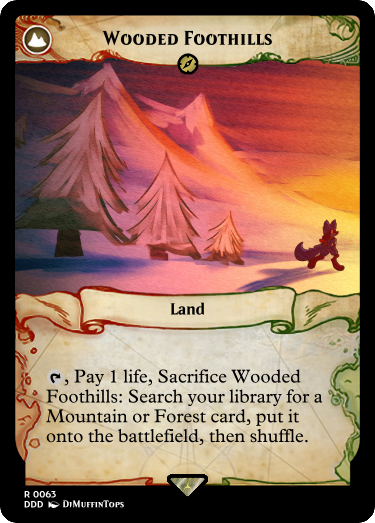 Wooded Foothills
Land
, Pay 1 life, Sacrifice Wooded
Foothills: Search your library for a
Mountain or Forest card, put it
onto the battlefield, then shuffle.
R 0063
DDD DiMuffinTops